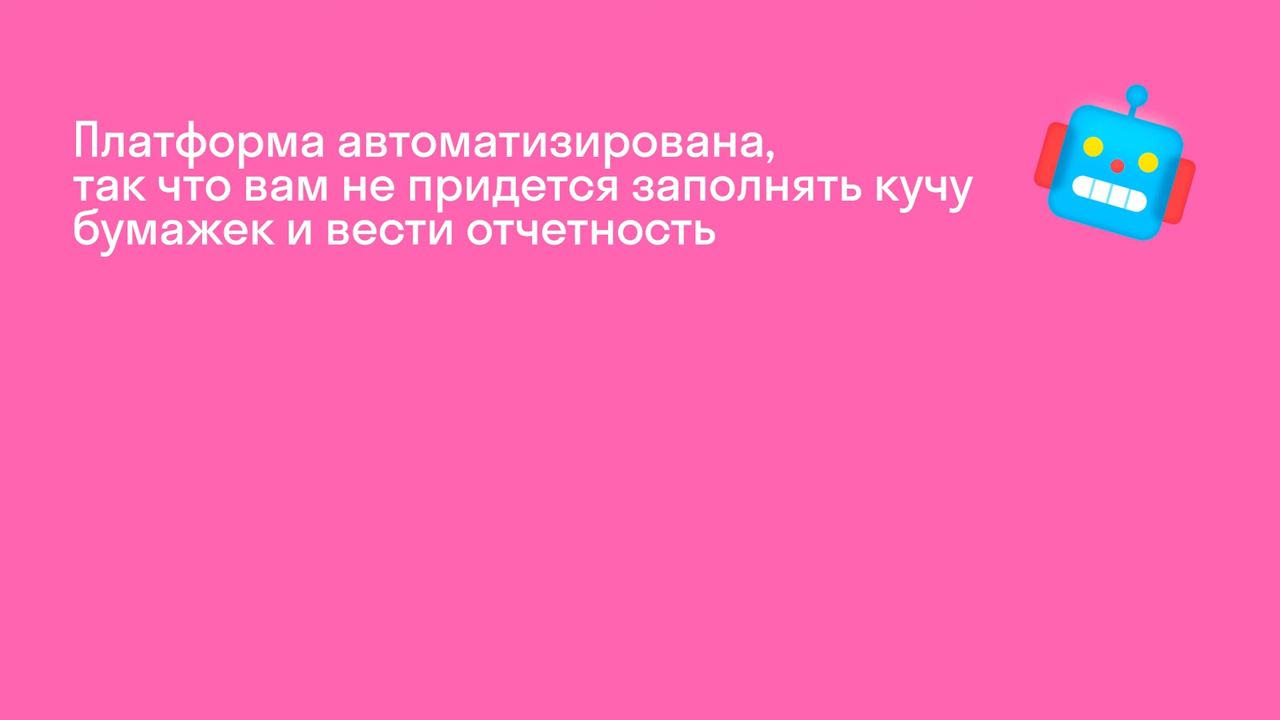 Платформа автоматизирована,
так что вам не придется заполнять кучу
бумажек и вести отчетность